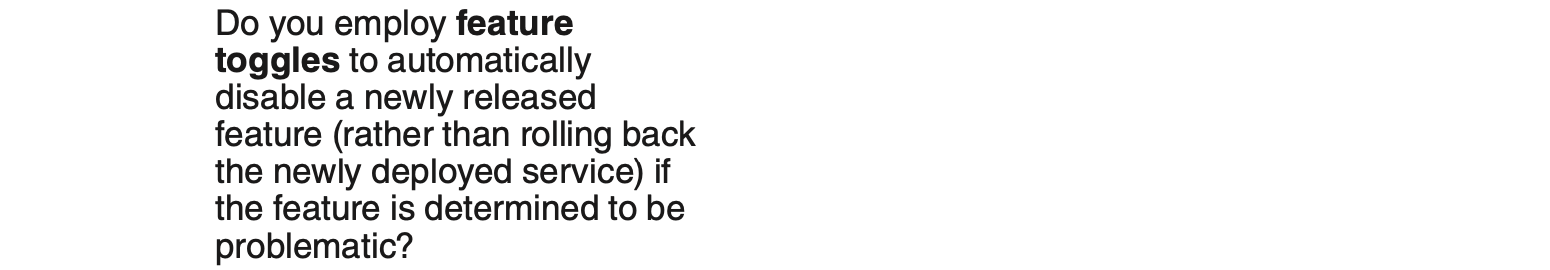 Do you employ feature
toggles to automatically
disable a newly released
feature (rather than rolling back
the newly deployed service) if
the feature is determined to be
problematic?